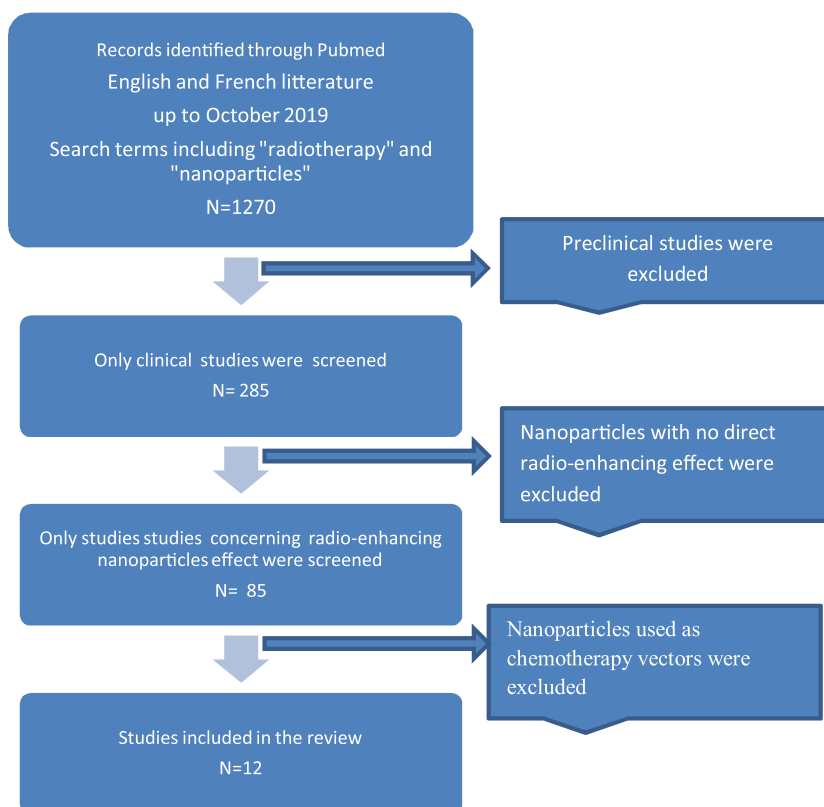 Records identified through Pubmed
English and French litterature
up to October 2019
Search terms including "radiotherapy" and
"nanoparticles"
N=1270
Preclinical studies were
excluded
Only clinical studies were screened
N= 285
Nanoparticles with no direct
radio-enhancing effect were
excluded
Only studies studies concerning radio-enhancing
nanoparticles effect were screened
N= 85
Nanoparticles used as
chemotherapy vectors were
excluded
Studies included in the review
N=12